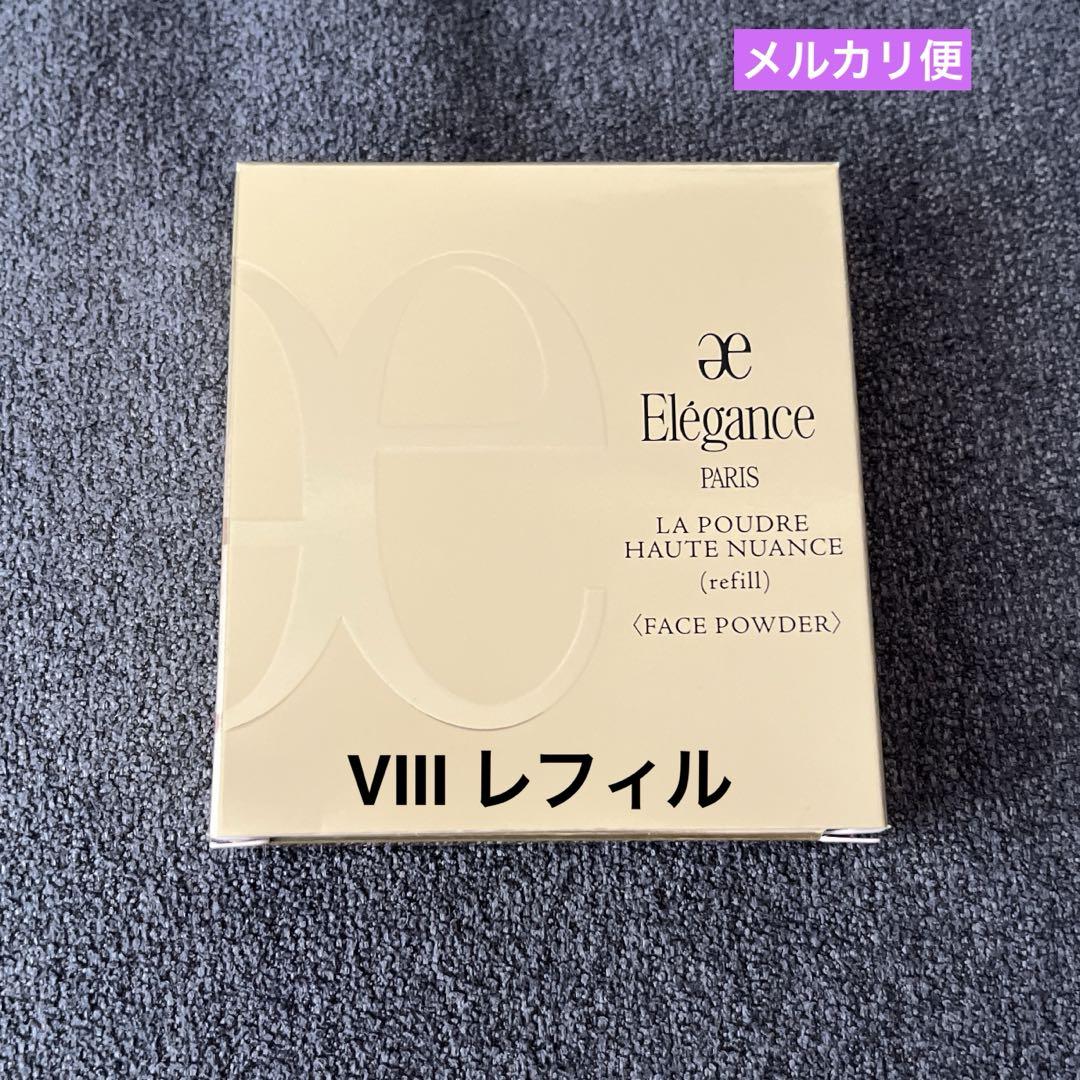 メルカリ便
æ
Elégance
PARIS
LA POUDRE
HAUTE NUANCE
(refill)
〈FACE POWDER〉
VIII レフィル